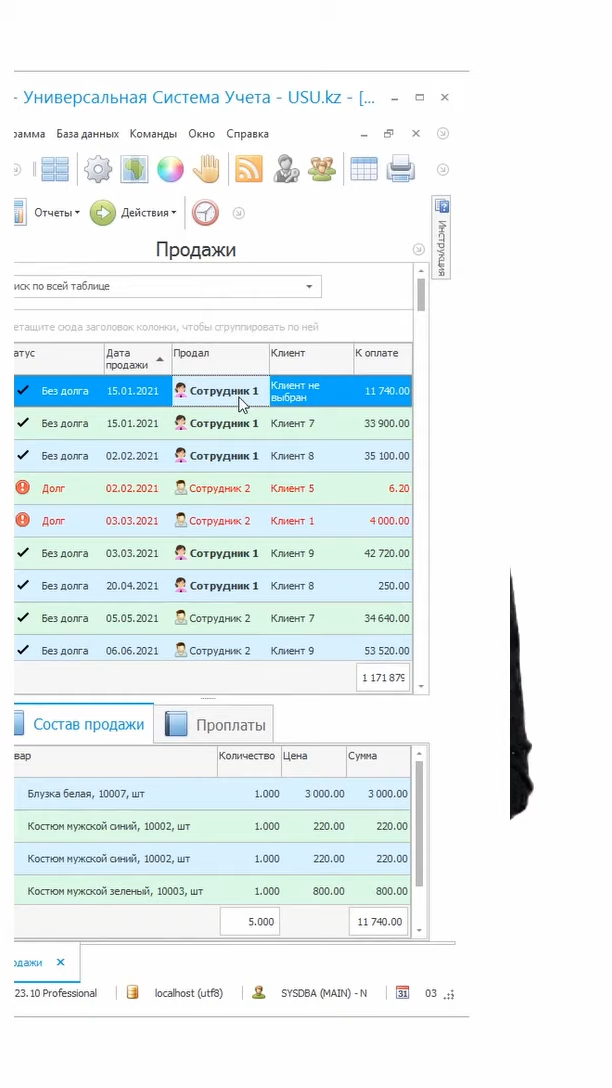 - Универсальная Система Учета - USU.kz - [...
рамма База данных Команды Окно Справка
Отчеты Действия
Инструкция
Продажи
иск по всей таблице
етащите сюда заголовок колонки, чтобы сгруппировать по ней
атус Дата продажи Продал Клиент К оплате
Без долга 15.01.2021 Сотрудник 1 Клиент не выбран 11 740.00
Без долга 15.01.2021 Сотрудник 1 Клиент 7 33 900.00
Без долга 02.02.2021 Сотрудник 1 Клиент 8 35 100.00
Долг 02.02.2021 Сотрудник 2 Клиент 5 6.20
Долг 03.03.2021 Сотрудник 2 Клиент 1 4 000.00
Без долга 03.03.2021 Сотрудник 1 Клиент 9 42 720.00
Без долга 20.04.2021 Сотрудник 1 Клиент 8 250.00
Без долга 05.05.2021 Сотрудник 2 Клиент 7 34 640.00
Без долга 06.06.2021 Сотрудник 2 Клиент 9 53 520.00
1 171 879
Состав продажи Проплаты
вар Количество Цена Сумма
Блузка белая, 10007, шт 1.000 3 000.00 3 000.00
Костюм мужской синий, 10002, шт 1.000 220.00 220.00
Костюм мужской синий, 10002, шт 1.000 220.00 220.00
Костюм мужской зеленый, 10003, шт 1.000 800.00 800.00
5.000 11 740.00
одажи
23.10 Professional localhost (utf8) SYSDBA (MAIN) - N 31 03